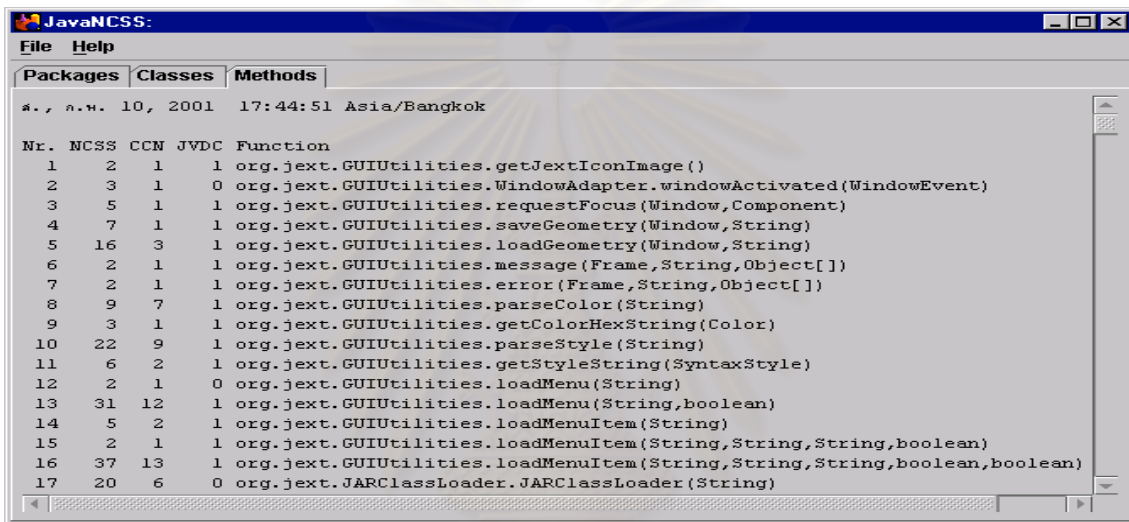 JavaNCSS:
File Help
Packages Classes Methods
ส., ก.พ. 10, 2001 17:44:51 Asia/Bangkok
Nr. NCSS CCN JVDC Function
1 2 1 1 org.jext.GUIUtilities.getJextIconImage()
2 3 1 0 org.jext.GUIUtilities.WindowAdapter.windowActivated(WindowEvent)
3 5 1 1 org.jext.GUIUtilities.requestFocus(Window,Component)
4 7 1 1 org.jext.GUIUtilities.saveGeometry(Window,String)
5 16 3 1 org.jext.GUIUtilities.loadGeometry(Window,String)
6 2 1 1 org.jext.GUIUtilities.message(Frame,String,Object[])
7 2 1 1 org.jext.GUIUtilities.error(Frame,String,Object[])
8 9 7 1 org.jext.GUIUtilities.parseColor(String)
9 3 1 1 org.jext.GUIUtilities.getColorHexString(Color)
10 22 9 1 org.jext.GUIUtilities.parseStyle(String)
11 6 2 1 org.jext.GUIUtilities.getStyleString(SyntaxStyle)
12 2 1 0 org.jext.GUIUtilities.loadMenu(String)
13 31 12 1 org.jext.GUIUtilities.loadMenu(String,boolean)
14 5 2 1 org.jext.GUIUtilities.loadMenuItem(String)
15 2 1 1 org.jext.GUIUtilities.loadMenuItem(String,String,String,boolean)
16 37 13 1 org.jext.GUIUtilities.loadMenuItem(String,String,String,boolean,boolean)
17 20 6 0 org.jext.JARClassLoader.JARClassLoader(String)